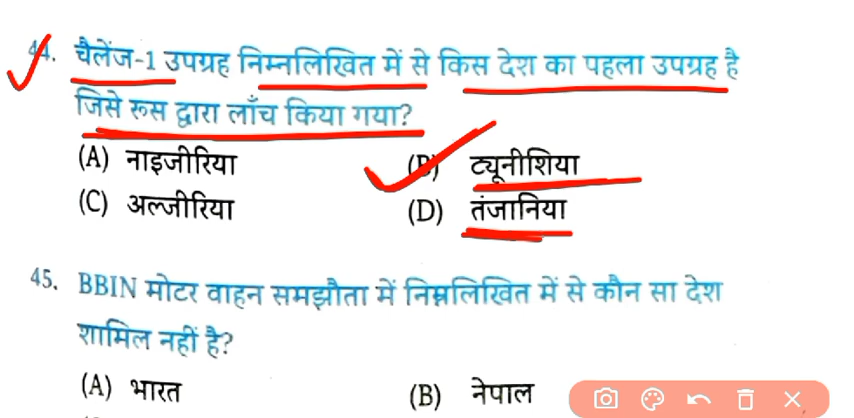 44. चैलेंज-1 उपग्रह निम्नलिखित में से किस देश का पहला उपग्रह है
जिसे रूस द्वारा लाँच किया गया?
(A) नाइजीरिया (B) ट्यूनीशिया
(C) अल्जीरिया (D) तंजानिया
45. BBIN मोटर वाहन समझौता में निम्नलिखित में से कौन सा देश
शामिल नहीं है?
(A) भारत (B) नेपाल